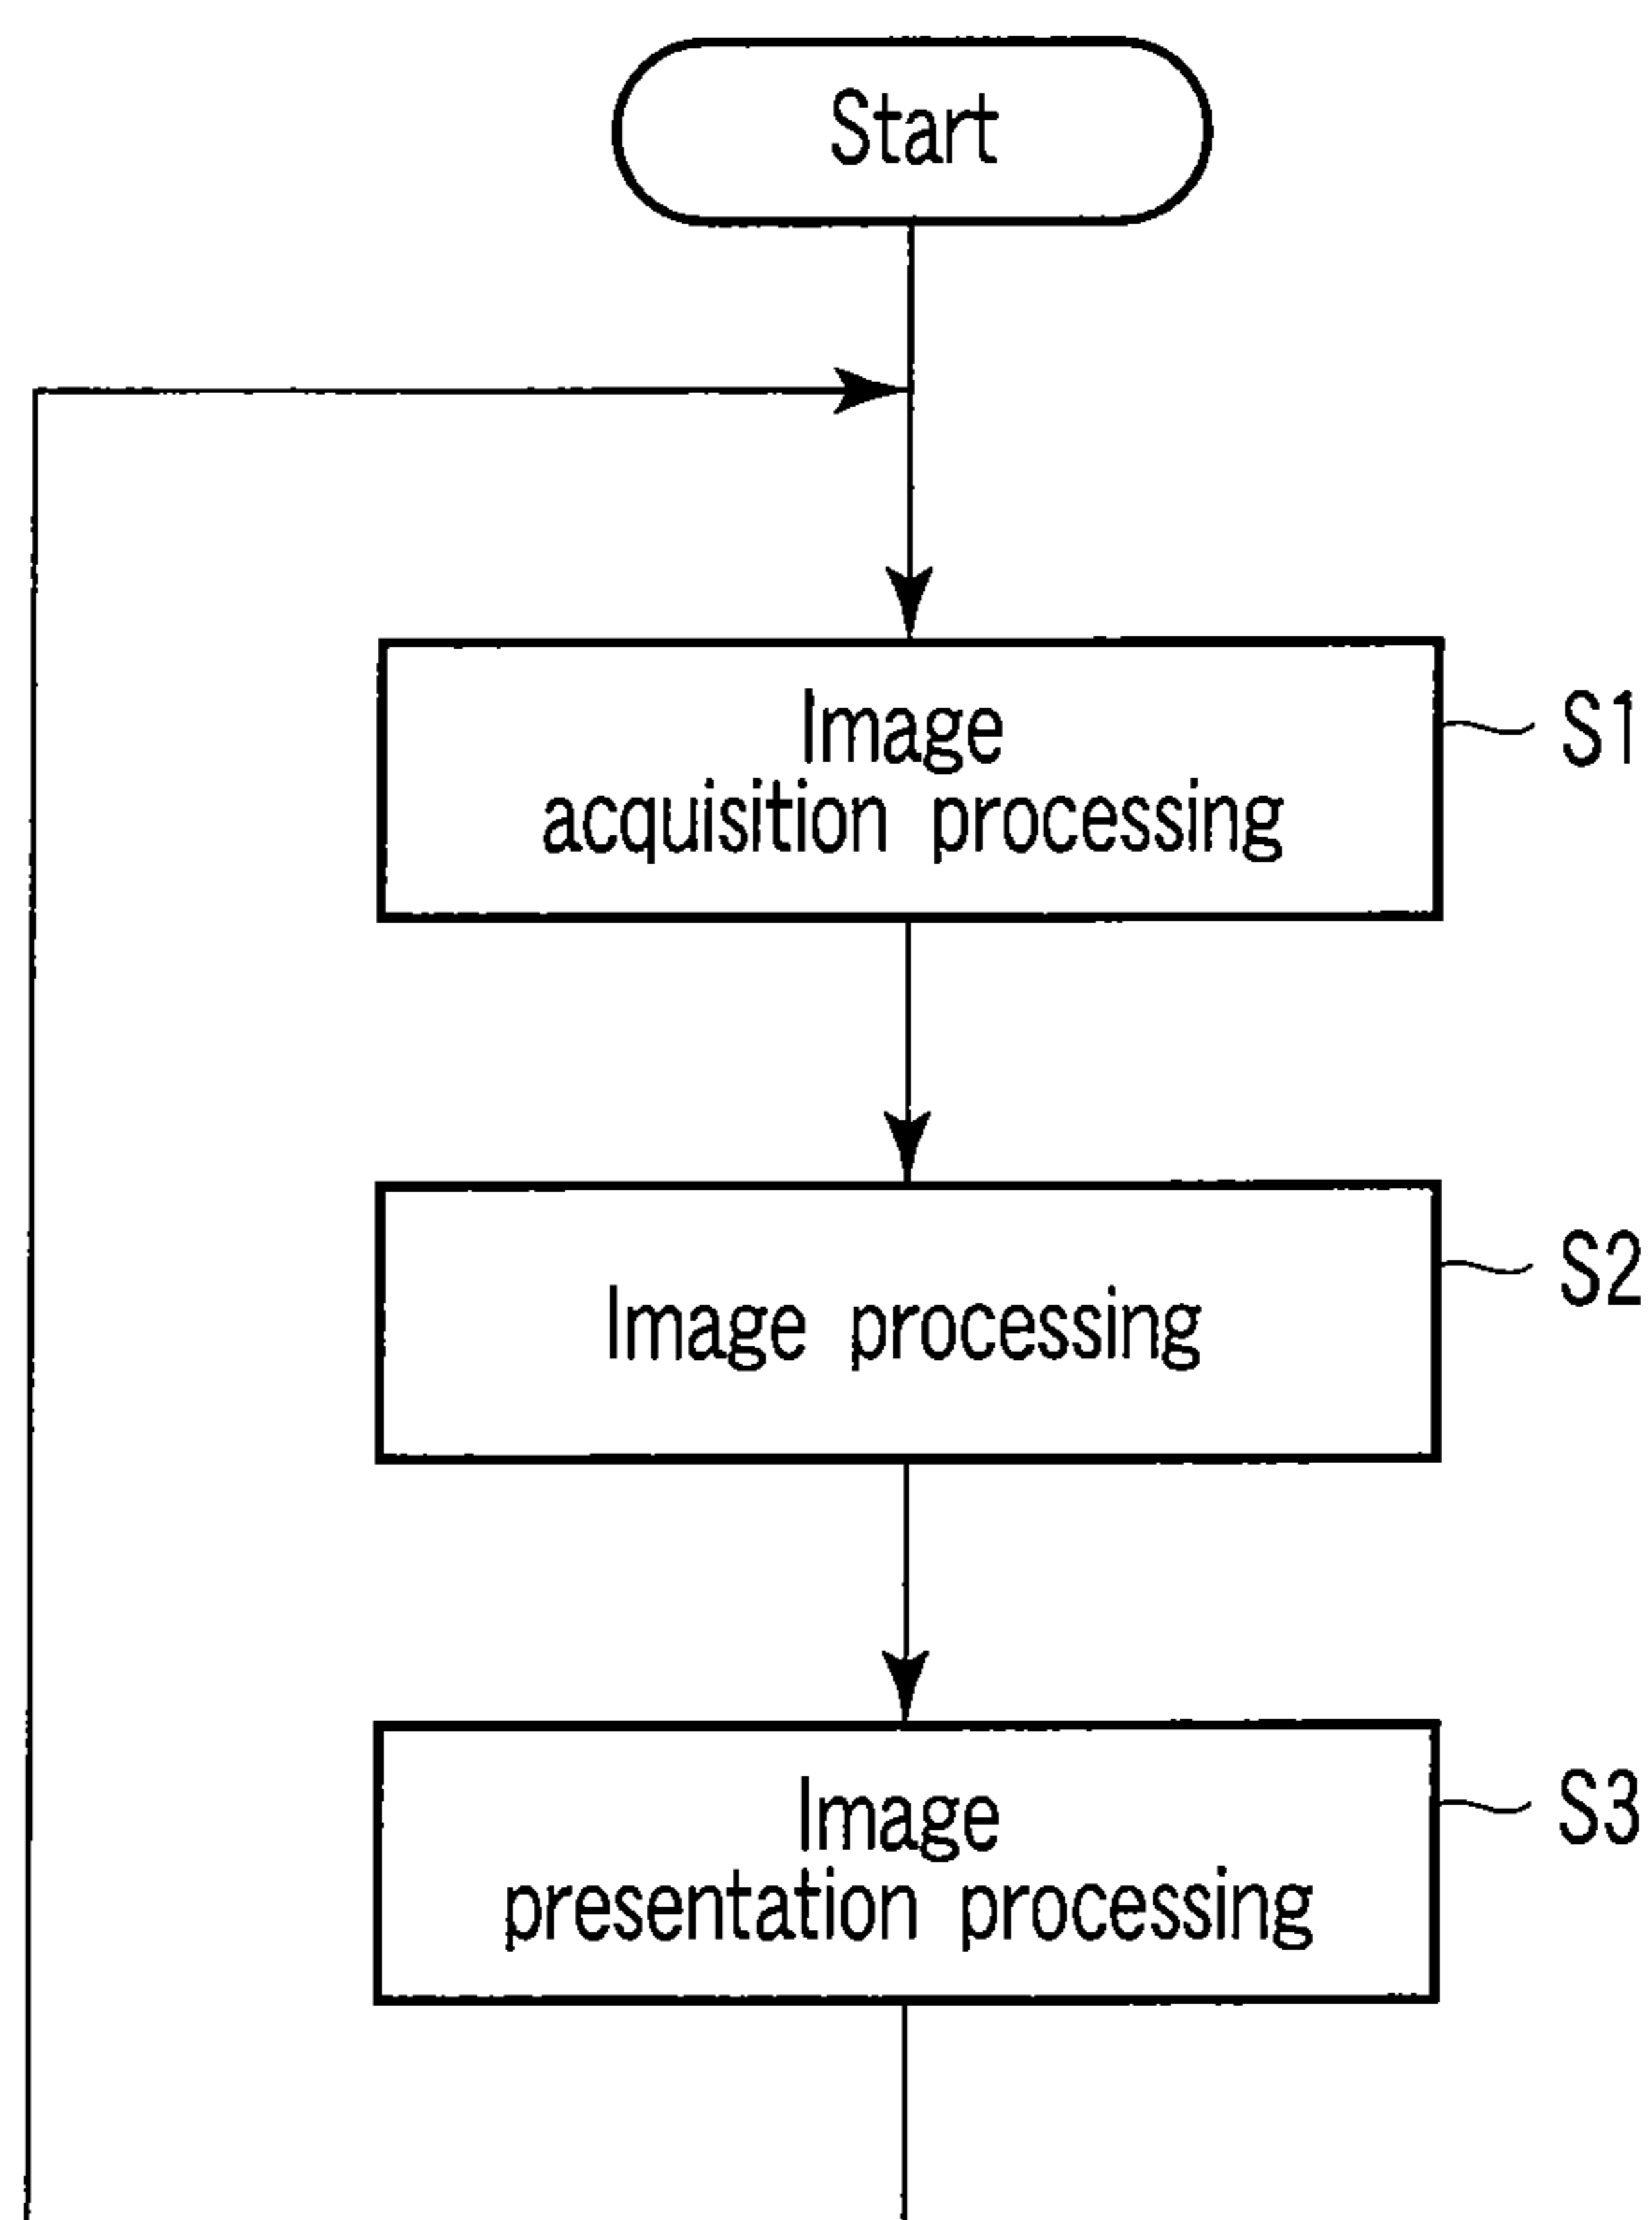 Start
Image
acquisition processing
S1
Image processing
S2
Image
presentation processing
S3